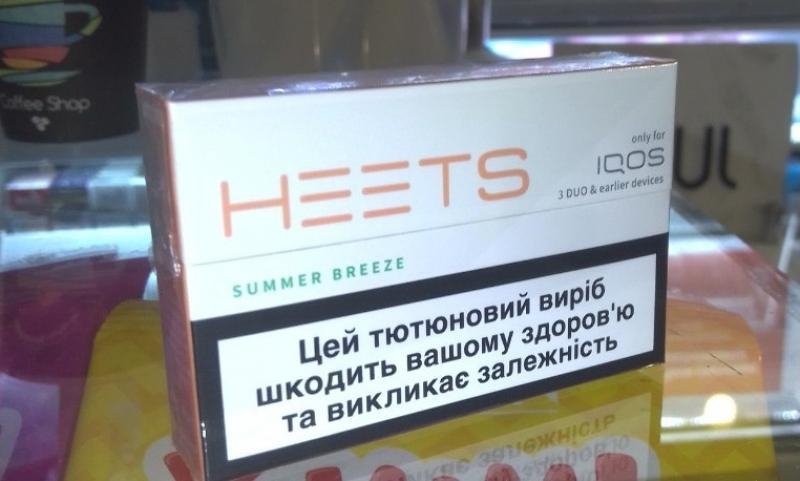 Coffee Shop
HEETS
only for
IQOS
3 DUO & earlier devices
SUMMER BREEZE
Цей тютюновий виріб
шкодить вашому здоров'ю
та викликає залежність